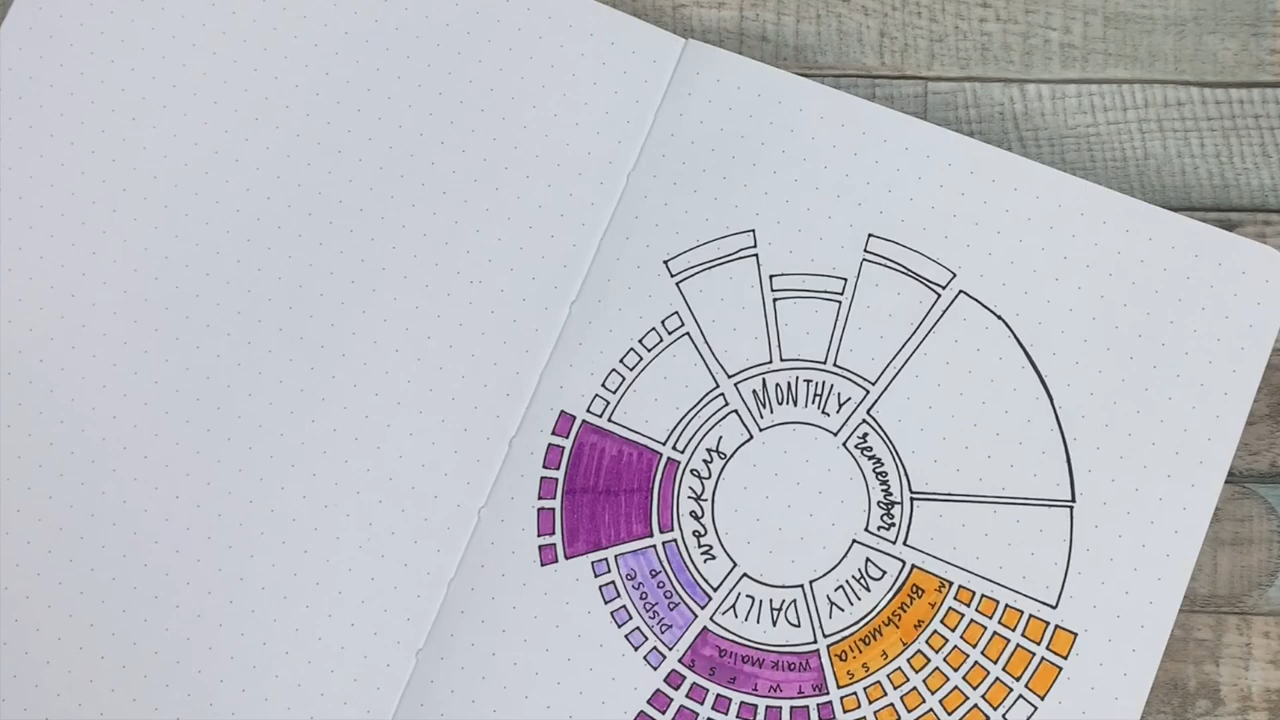 MONTHLY
remember
weekly
DAILY
DAILY
DISPOSE
POOP
Walk Malia
M T W T F S S
Brush Malia
M T W T F S S